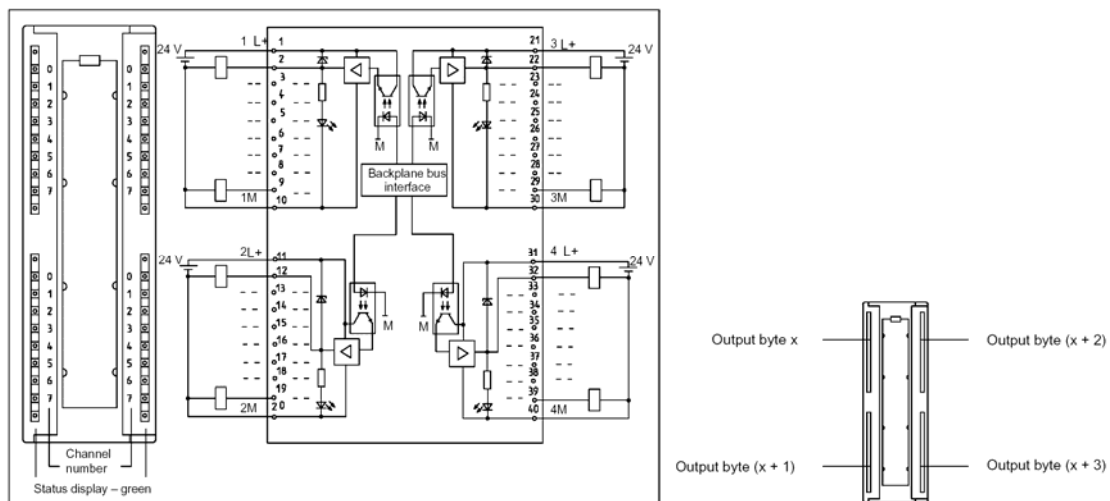 24 V
1 L+
1
2
3
4
5
6
7
8
9
1M
10
21
3 L+
24 V
22
23
24
25
26
27
28
29
3M
30
M
M
Backplane bus
interface
0
1
2
3
4
5
6
7
0
1
2
3
4
5
6
7
24 V
2L+
11
12
13
14
15
16
17
18
19
2M
2 0
31
4 L+
24 V
32
33
34
35
36
37
38
39
4M
40
M
M
0
1
2
3
4
5
6
7
0
1
2
3
4
5
6
7
Channel
number
Status display – green
Output byte x
Output byte (x + 2)
Output byte (x + 1)
Output byte (x + 3)